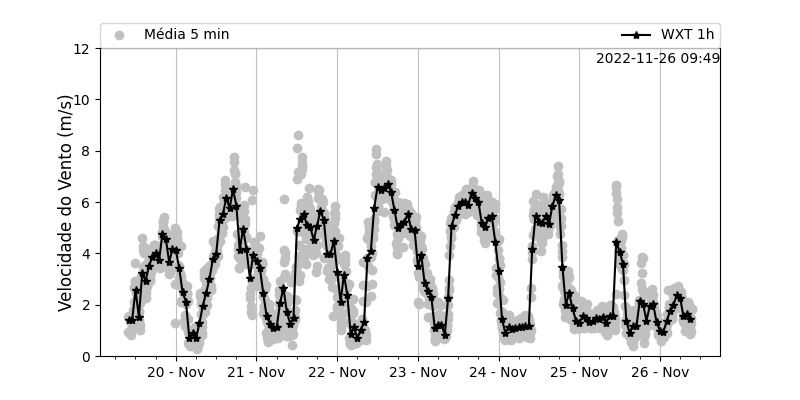 Média 5 min
WXT 1h
2022-11-26 09:49
Velocidade do Vento (m/s)
12
10
8
6
4
2
0
20 - Nov
21 - Nov
22 - Nov
23 - Nov
24 - Nov
25 - Nov
26 - Nov